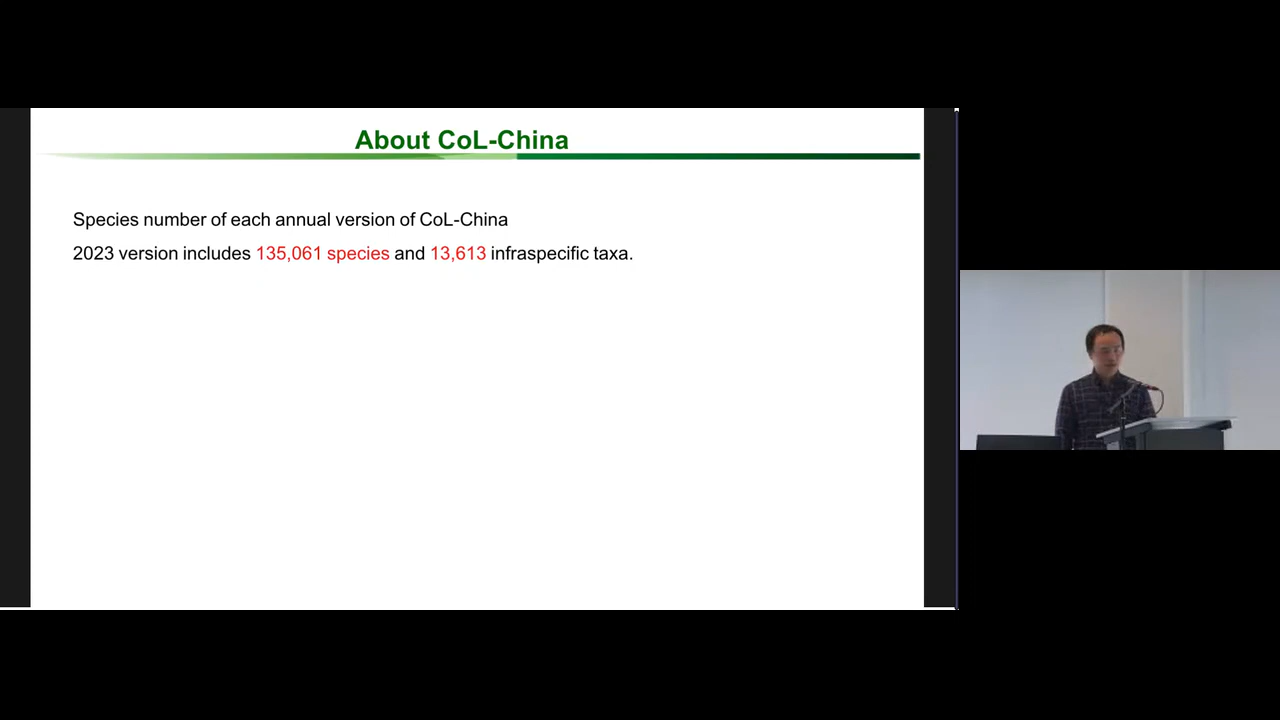 About CoL-China
Species number of each annual version of CoL-China
2023 version includes 135,061 species and 13,613 infraspecific taxa.